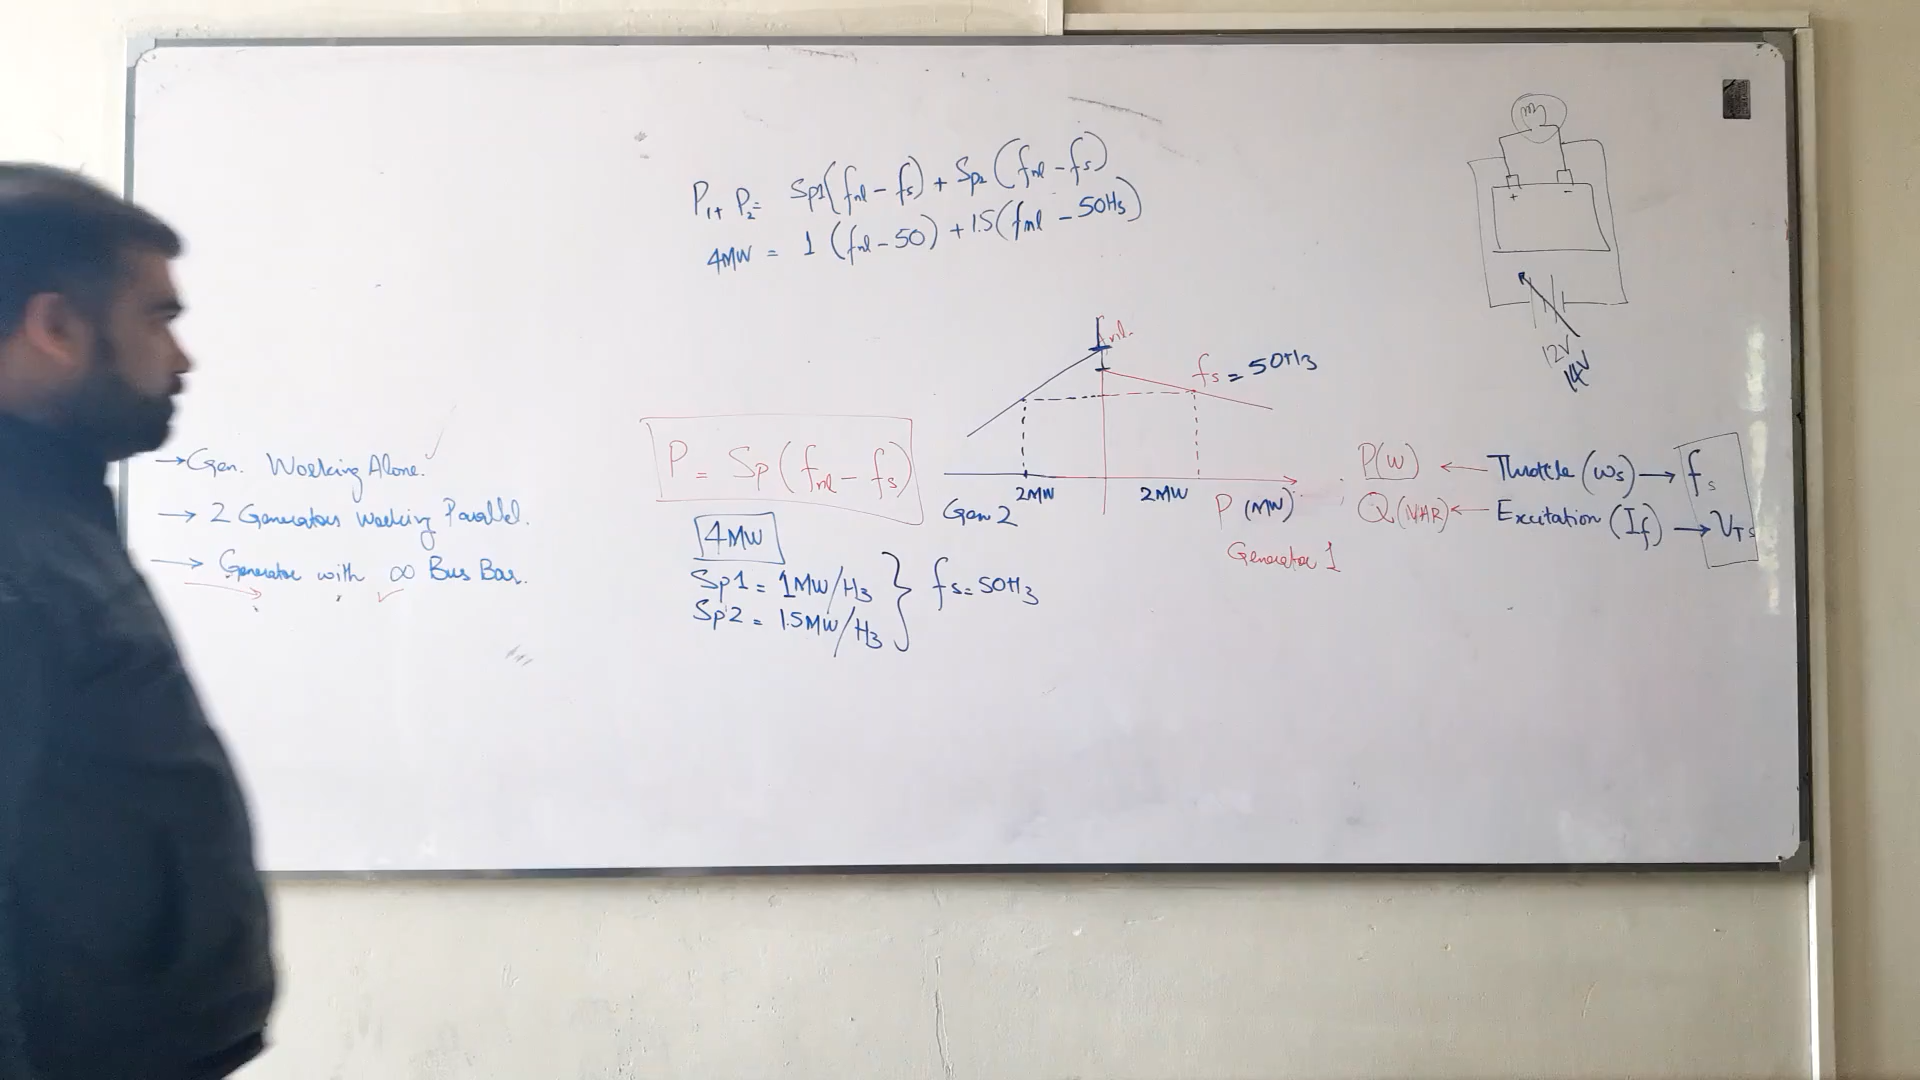 P1+ P2= Sp1(fnl - fs) + Sp2 (fnl - fs)
4MW = 1 (fnl - 50) + 1.5(fnl - 50Hz)
+ -
12V
14V
fnl.
fs = 50Hz
→ Gen. Working Alone. ✓
→ 2 Generators Working Parallel.
→ Generator with ∞ Bus Bar.
P = Sp (fnl - fs)
4MW
Sp1 = 1MW/Hz
Sp2 = 1.5MW/Hz
} fs = 50Hz
Gen 2
2MW 2MW P (MW)
Generator 1
P(W) ← Throttle (ws) → fs
Q(VAR) ← Excitation (If) → VTs